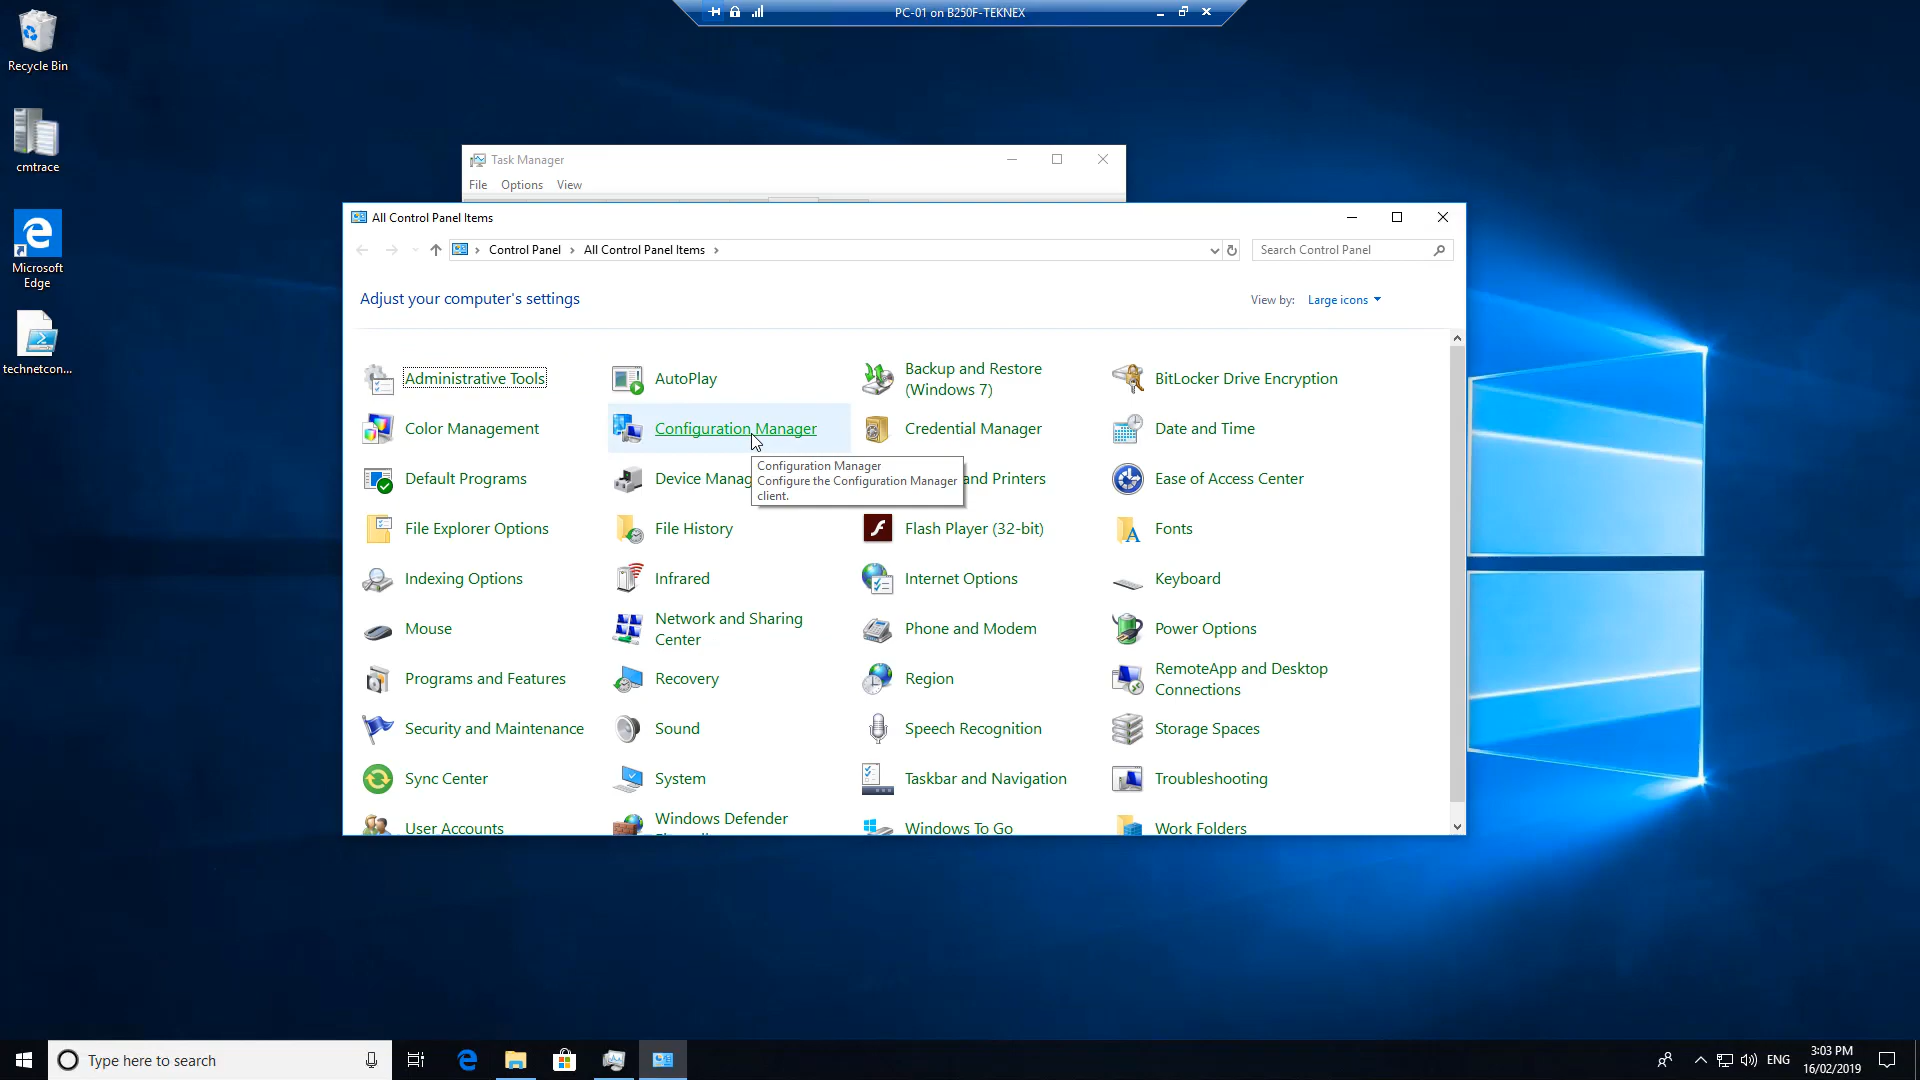 PC-01 on B250F-TEKNEX
Recycle Bin
cmtrace
Microsoft
Edge
technetcon...
Task Manager
File Options View
All Control Panel Items
Control Panel > All Control Panel Items >
Search Control Panel
Adjust your computer's settings
View by: Large icons
Administrative Tools
AutoPlay
Backup and Restore
(Windows 7)
BitLocker Drive Encryption
Color Management
Configuration Manager
Credential Manager
Date and Time
Configuration Manager
Configure the Configuration Manager
client.
Default Programs
Device Manag
and Printers
Ease of Access Center
File Explorer Options
File History
Flash Player (32-bit)
Fonts
Indexing Options
Infrared
Internet Options
Keyboard
Mouse
Network and Sharing
Center
Phone and Modem
Power Options
Programs and Features
Recovery
Region
RemoteApp and Desktop
Connections
Security and Maintenance
Sound
Speech Recognition
Storage Spaces
Sync Center
System
Taskbar and Navigation
Troubleshooting
User Accounts
Windows Defender
Windows To Go
Work Folders
Type here to search
ENG
3:03 PM
16/02/2019